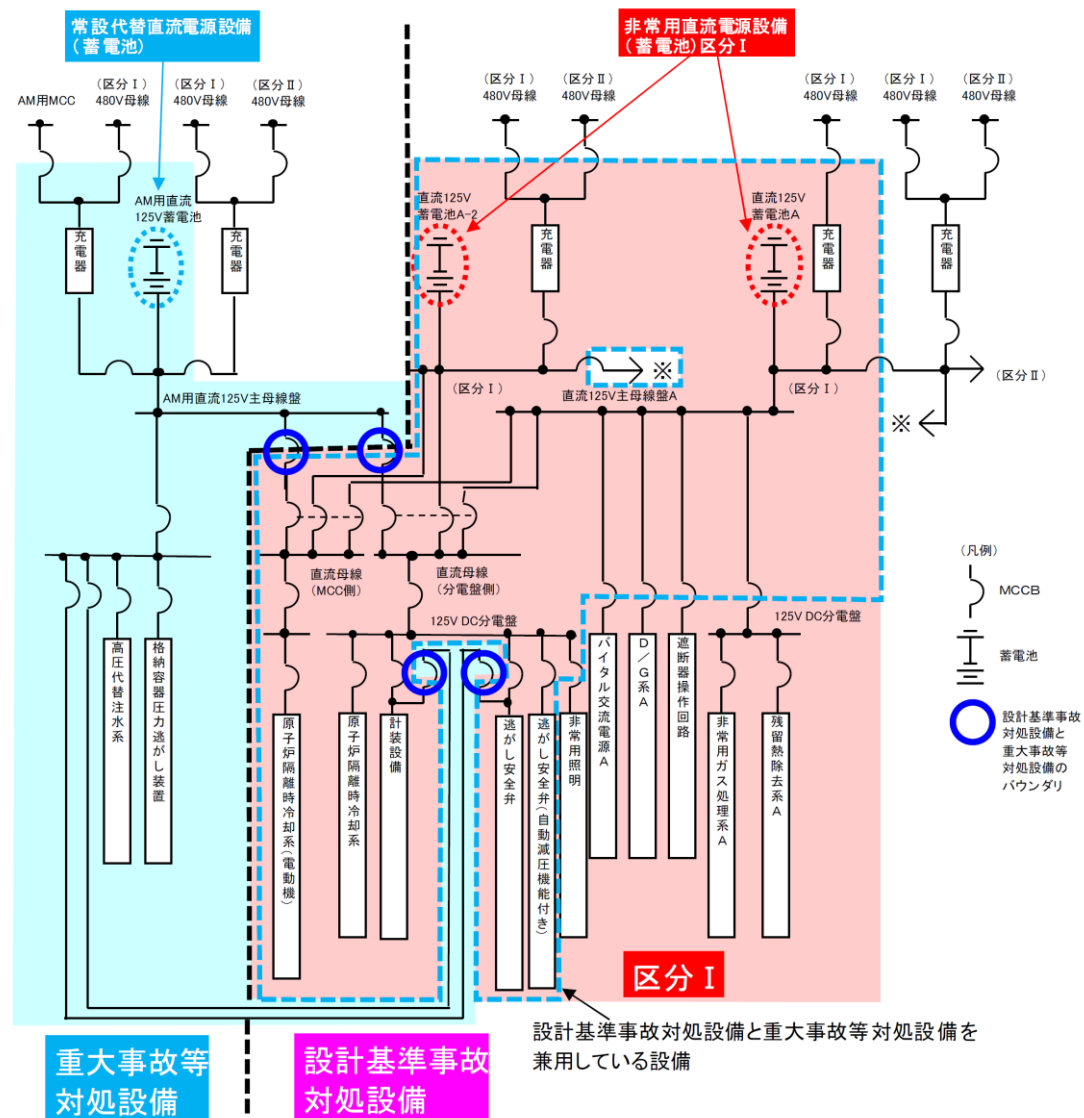 常設代替直流電源設備
（蓄電池）
非常用直流電源設備
（蓄電池）区分Ⅰ
AM用MCC
（区分Ⅰ）
480V母線
（区分Ⅰ）
480V母線
（区分Ⅱ）
480V母線
（区分Ⅰ）
480V母線
（区分Ⅱ）
480V母線
（区分Ⅰ）
480V母線
（区分Ⅰ）
480V母線
（区分Ⅱ）
480V母線
AM用直流
125V蓄電池
直流125V
蓄電池A-2
直流125V
蓄電池A
充電器
充電器
充電器
充電器
充電器
（区分Ⅰ）
※
（区分Ⅰ）
（区分Ⅱ）
AM用直流125V主母線盤
直流125V主母線盤A
※
直流母線
（MCC側）
直流母線
（分電盤側）
125V DC分電盤
125V DC分電盤
高圧代替注水系
格納容器圧力逃がし装置
原子炉隔離時冷却系（電動機）
原子炉隔離時冷却系
計装設備
逃がし安全弁
逃がし安全弁（自動減圧機能付き）
非常用照明
バイタル交流電源A
D／G系A
遮断器操作回路
非常用ガス処理系A
残留熱除去系A
（凡例）
MCCB
蓄電池
設計基準事故
対処設備と
重大事故等
対処設備の
バウンダリ
区分Ⅰ
設計基準事故対処設備と重大事故等対処設備を
兼用している設備
重大事故等
対処設備
設計基準事故
対処設備